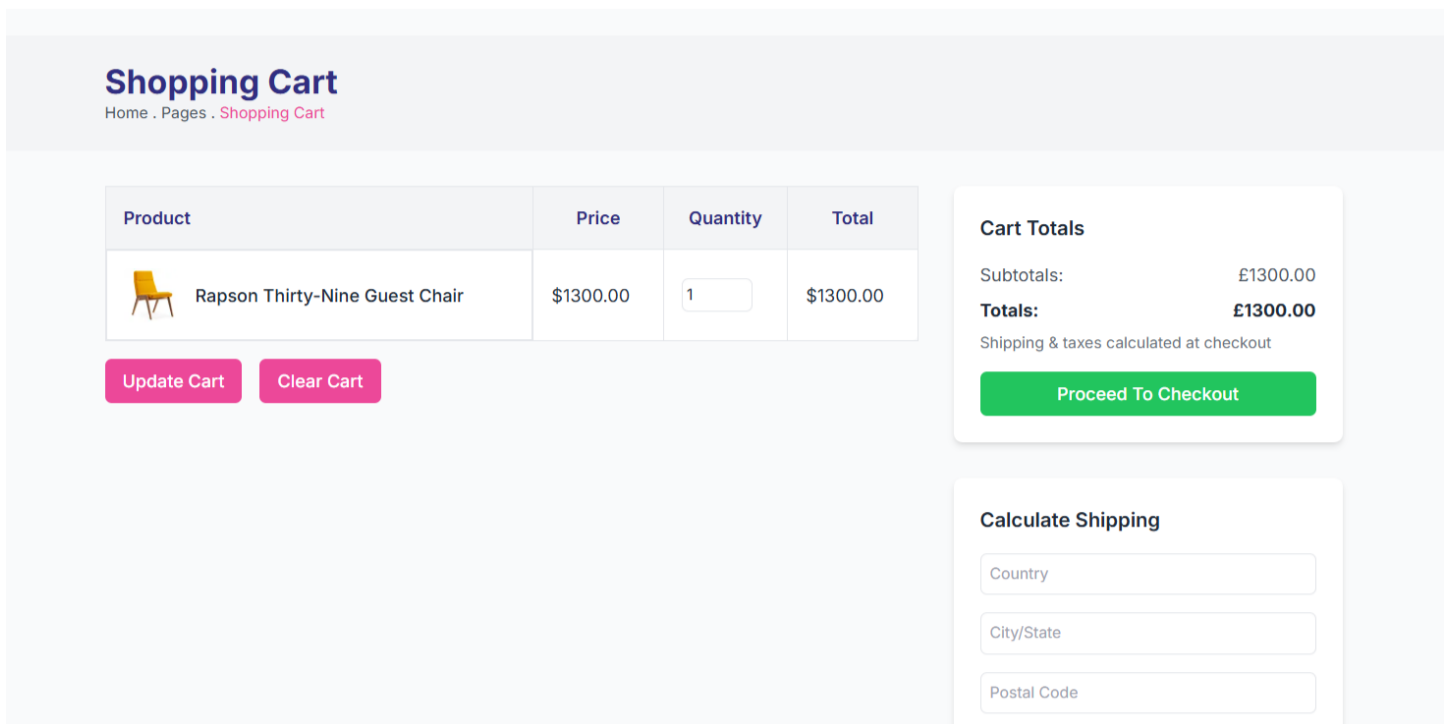 Shopping Cart
Home . Pages . Shopping Cart
Product Price Quantity Total
Rapson Thirty-Nine Guest Chair $1300.00 1 $1300.00
Update Cart Clear Cart
Cart Totals
Subtotals: £1300.00
Totals: £1300.00
Shipping & taxes calculated at checkout
Proceed To Checkout
Calculate Shipping
Country
City/State
Postal Code